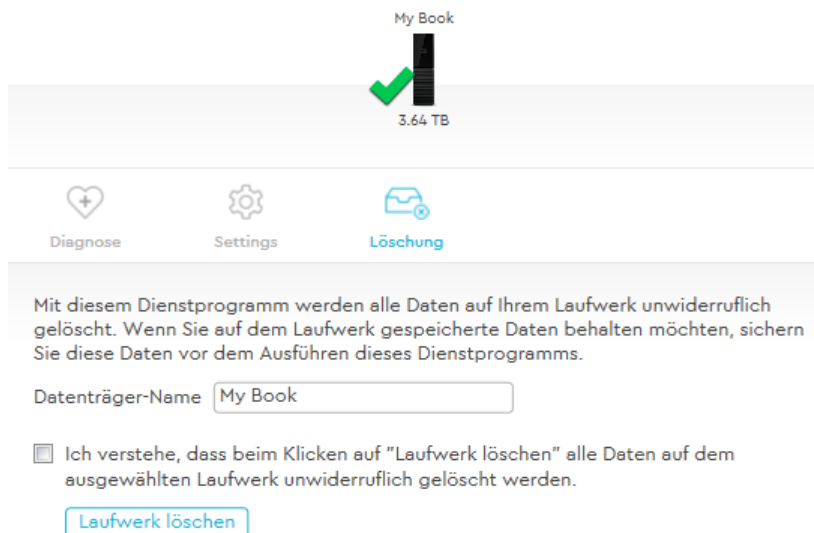 My Book
3.64 TB
Diagnose
Settings
Löschung
Mit diesem Dienstprogramm werden alle Daten auf Ihrem Laufwerk unwiderruflich
gelöscht. Wenn Sie auf dem Laufwerk gespeicherte Daten behalten möchten, sichern
Sie diese Daten vor dem Ausführen dieses Dienstprogramms.
Datenträger-Name My Book
Ich verstehe, dass beim Klicken auf "Laufwerk löschen" alle Daten auf dem
ausgewählten Laufwerk unwiderruflich gelöscht werden.
Laufwerk löschen